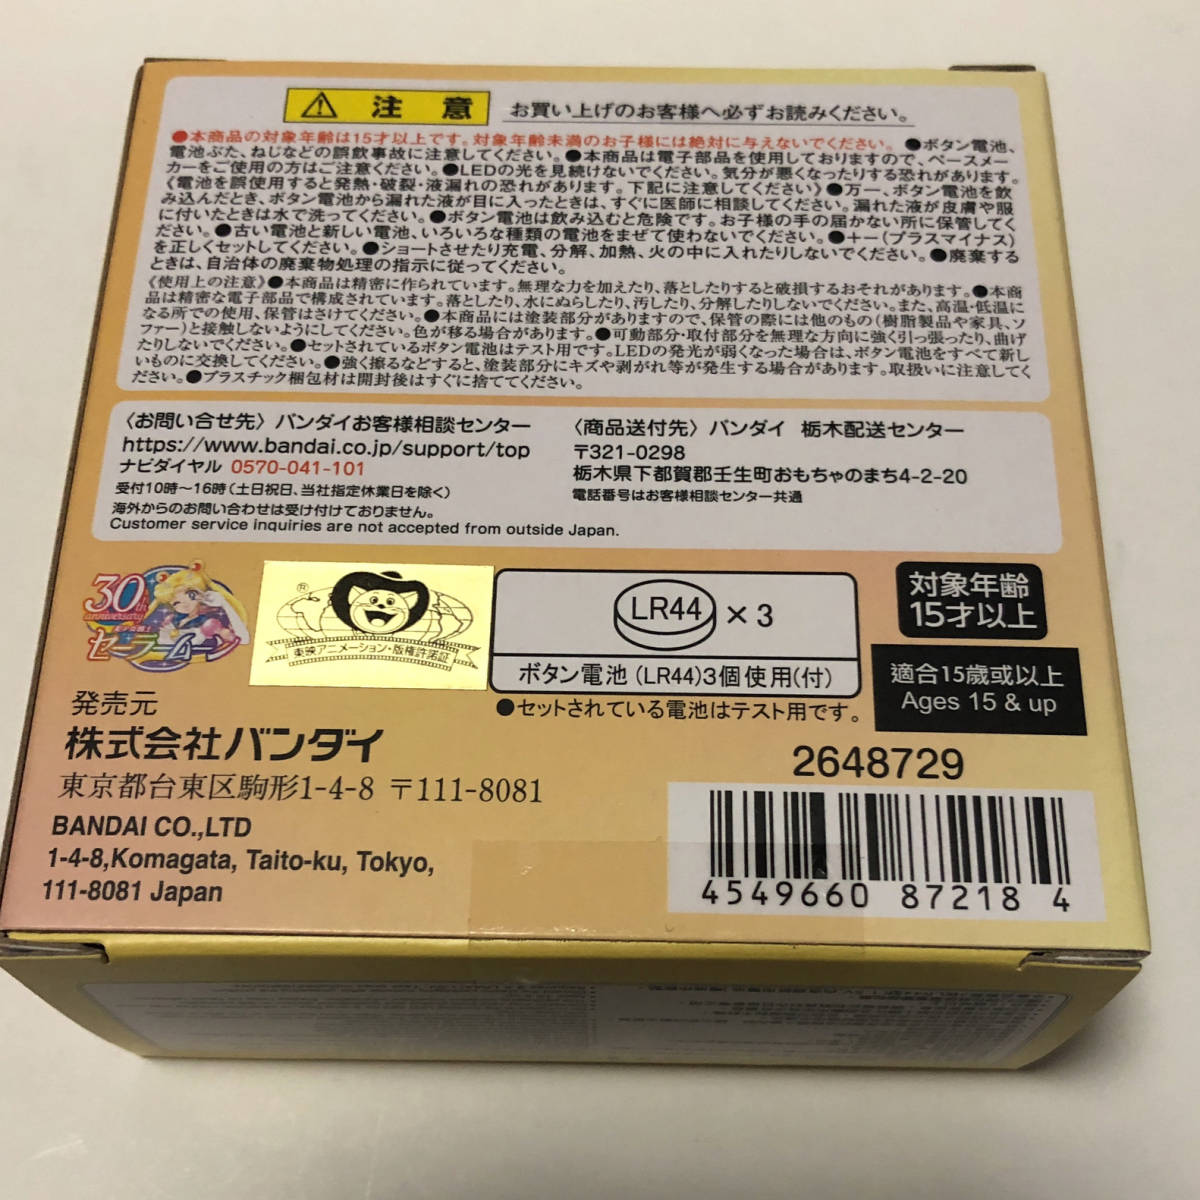 注意 お買い上げのお客様へ必ずお読みください。
●本商品の対象年齢は15才以上です。対象年齢未満のお子様には絶対に与えないでください。 ●ボタン電池、
電池ぶた、ねじなどの誤飲事故に注意してください。●本商品は電子部品を使用しておりますので、ペースメー
カーをご使用の方はご注意ください。●LEDの光を見続けないでください。気分が悪くなったりする恐れがあります。
《電池を誤使用すると発熱・破裂・液漏れの恐れがあります。下記に注意してください》●万一、ボタン電池を飲
み込んだとき、ボタン電池から漏れた液が目に入ったときは、すぐに医師に相談してください。漏れた液が皮膚や服
に付いたときは水で洗ってください。●ボタン電池は飲み込むと危険です。お子様の手の届かない所に保管してく
ださい。●古い電池と新しい電池、いろいろな種類の電池をまぜて使わないでください。●+−(プラスマイナス)
を正しくセットしてください。●ショートさせたり充電、分解、加熱、火の中に入れたりしないでください。●廃棄する
ときは、自治体の廃棄物処理の指示に従ってください。
《使用上の注意》●本商品は精密に作られています。無理な力を加えたり、落としたりすると破損するおそれがあります。●本商
品は精密な電子部品で構成されています。落としたり、水にぬらしたり、汚したり、分解したりしないでください。また、高温・低温に
なる所での使用、保管はさけてください。●本商品には塗装部分がありますので、保管の際には他のもの(樹脂製品や家具、ソ
ファー)と接触しないようにしてください。色が移る場合があります。●可動部分・取付部分を無理な方向に強く引っ張ったり、曲げ
たりしないでください。●セットされているボタン電池はテスト用です。LEDの発光が弱くなった場合は、ボタン電池をすべて新し
いものに交換してください。●強く擦るなどすると、塗装部分にキズや剥がれ等が発生する場合があります。取扱いに注意してく
ださい。●プラスチック梱包材は開封後はすぐに捨ててください。
〈お問い合せ先〉バンダイお客様相談センター
https://www.bandai.co.jp/support/top
ナビダイヤル 0570-041-101
受付10時〜16時(土日祝日、当社指定休業日を除く)
海外からのお問い合わせは受け付けておりません。
Customer service inquiries are not accepted from outside Japan.
〈商品送付先〉バンダイ 栃木配送センター
〒321-0298
栃木県下都賀郡壬生町おもちゃのまち4-2-20
電話番号はお客様相談センター共通
30th
anniversary
美少女戦士
セーラームーン
®
東映アニメーション・版権許諾証
LR44 × 3
ボタン電池(LR44)3個使用(付)
●セットされている電池はテスト用です。
対象年齢
15才以上
適合15歲或以上
Ages 15 & up
発売元
株式会社バンダイ
東京都台東区駒形1-4-8 〒111-8081
BANDAI CO.,LTD
1-4-8,Komagata, Taito-ku, Tokyo,
111-8081 Japan
2648729
4549660 872184